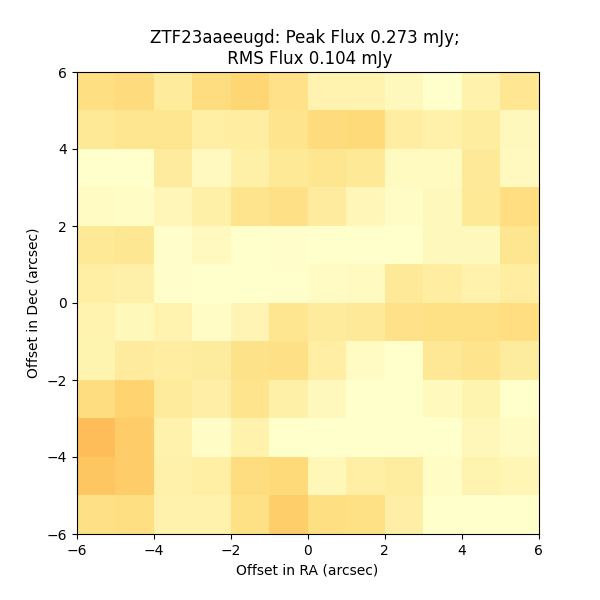 ZTF23aaeeugd: Peak Flux 0.273 mJy;
RMS Flux 0.104 mJy
6
4
2
0
−2
−4
−6
Offset in Dec (arcsec)
−6 −4 −2 0 2 4 6
Offset in RA (arcsec)